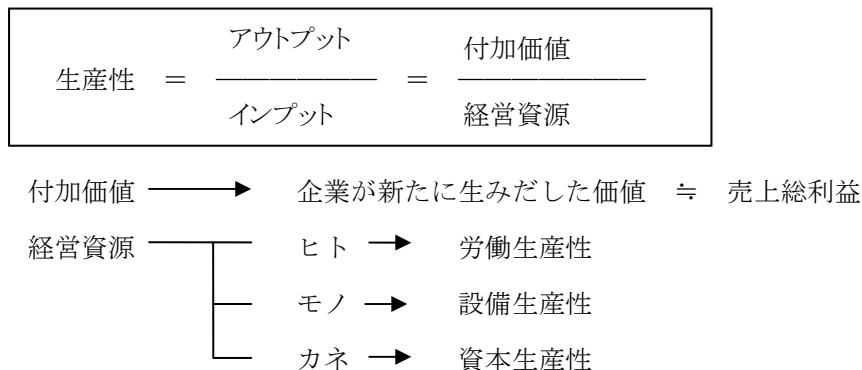 アウトプット 付加価値
生産性 = ―――――― = ―――――――
インプット 経営資源
付加価値 → 企業が新たに生みだした価値 ≒ 売上総利益
経営資源 ヒト → 労働生産性
モノ → 設備生産性
カネ → 資本生産性